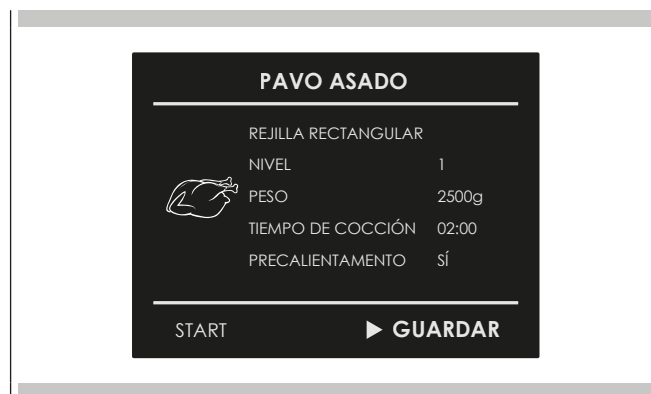 PAVO ASADO
REJILLA RECTANGULAR
NIVEL 1
PESO 2500g
TIEMPO DE COCCIÓN 02:00
PRECALIENTAMENTO SÍ
START ▶ GUARDAR